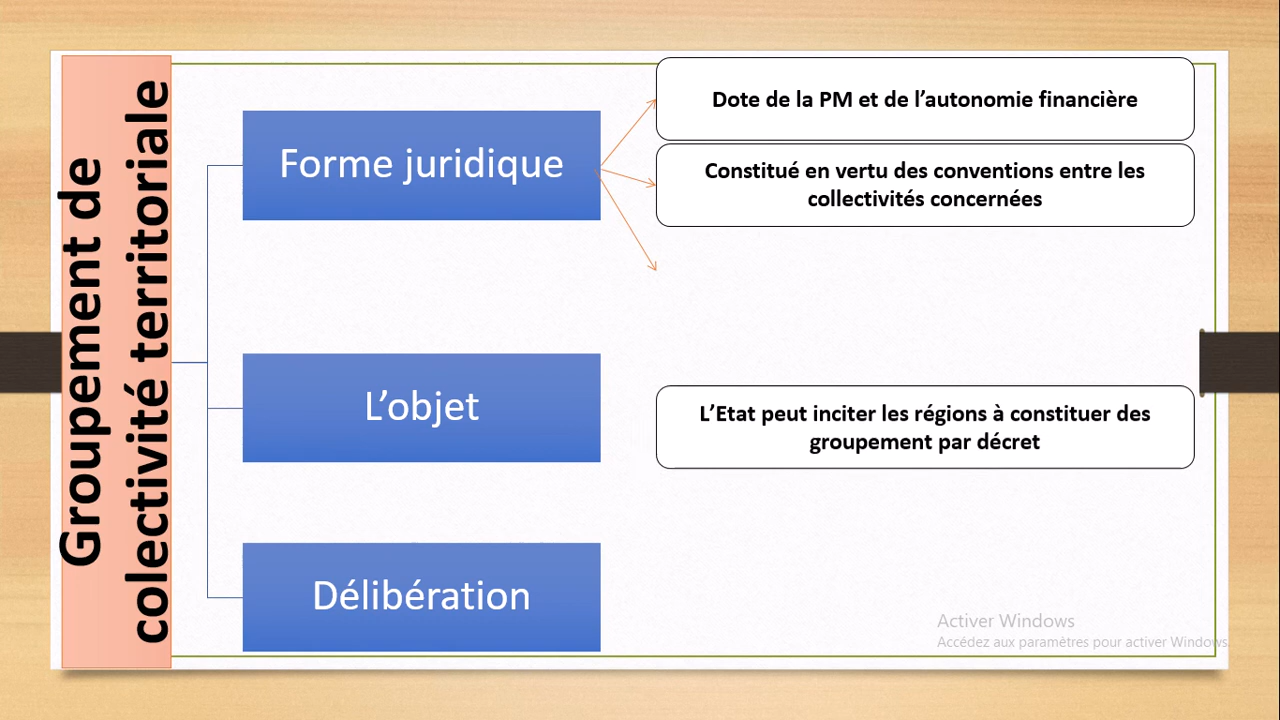 Groupement de
colectivité territoriale
Forme juridique
Dote de la PM et de l’autonomie financière
Constitué en vertu des conventions entre les
collectivités concernées
L’objet
L’Etat peut inciter les régions à constituer des
groupement par décret
Délibération
Activer Windows
Accédez aux paramètres pour activer Windows.